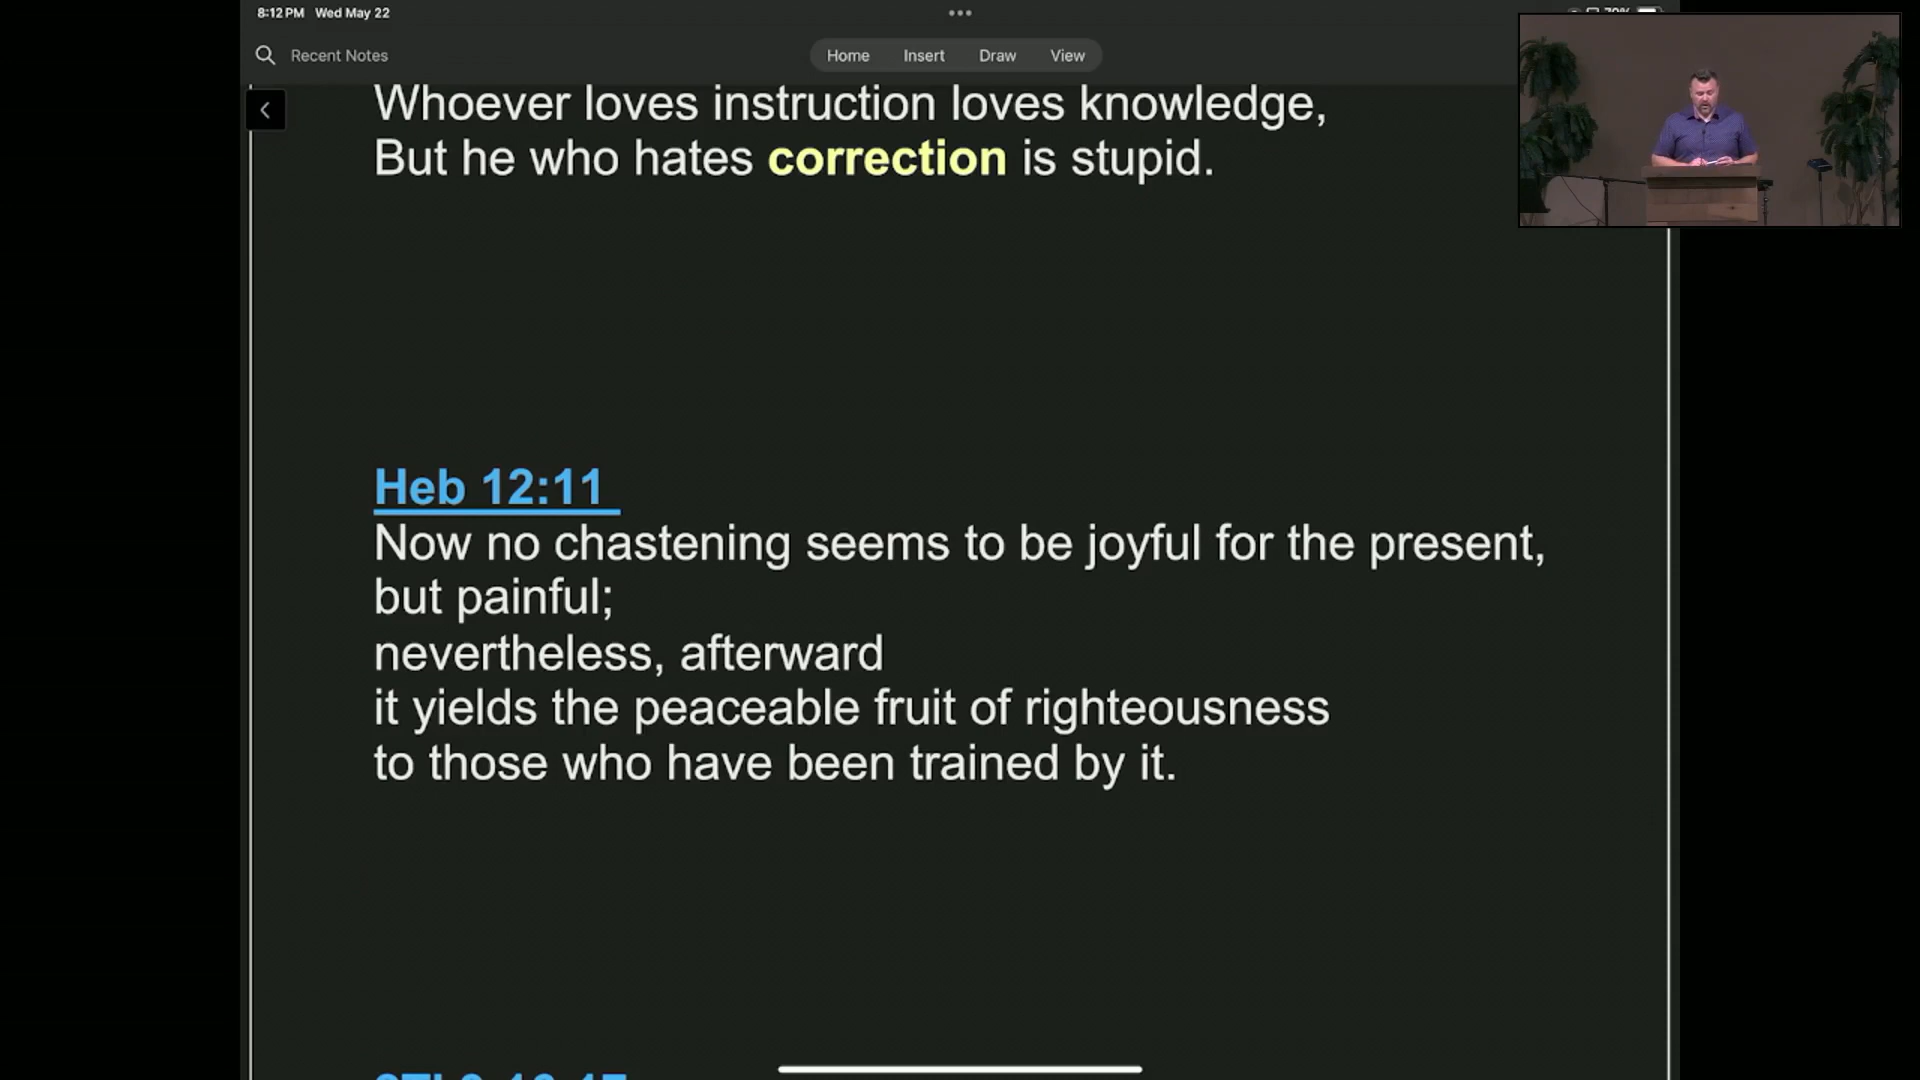 8:12 PM Wed May 22
Recent Notes
Home Insert Draw View
Whoever loves instruction loves knowledge,
But he who hates correction is stupid.
Heb 12:11
Now no chastening seems to be joyful for the present,
but painful;
nevertheless, afterward
it yields the peaceable fruit of righteousness
to those who have been trained by it.